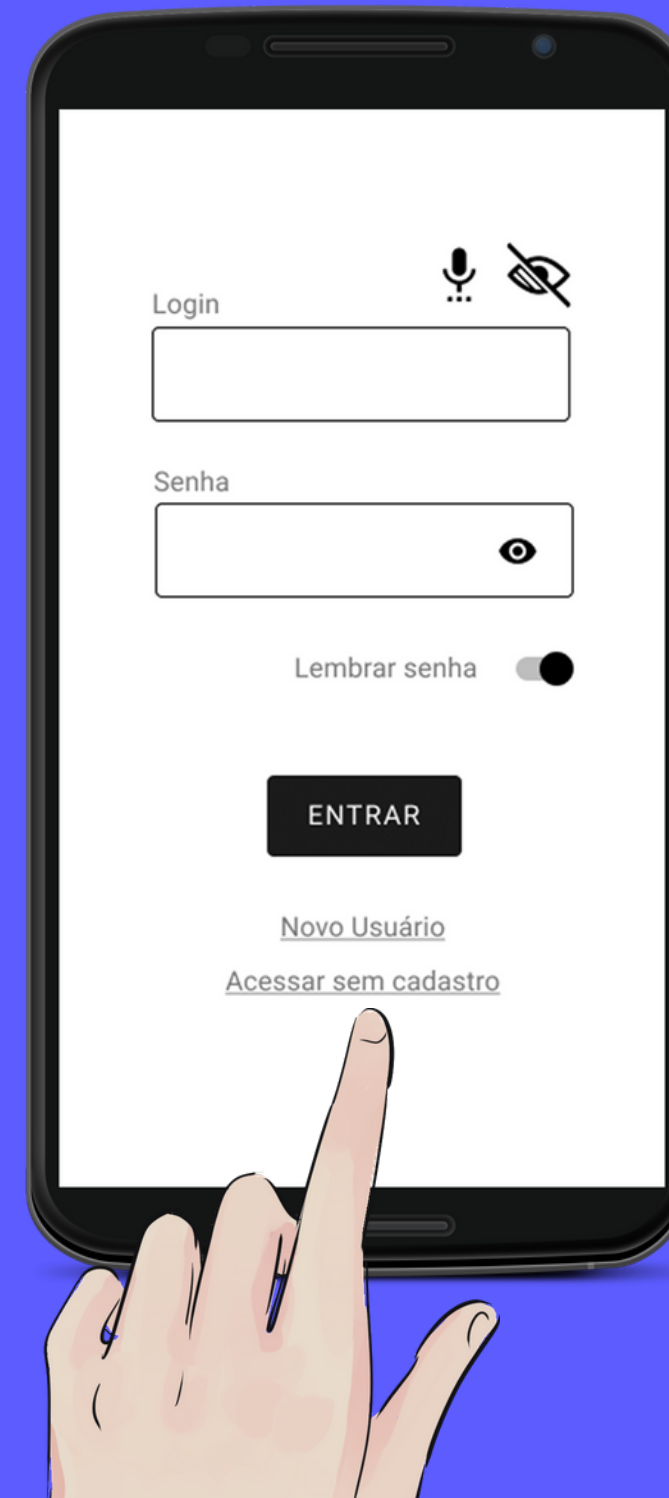 Login
Senha
Lembrar senha
ENTRAR
Novo Usuário
Acessar sem cadastro